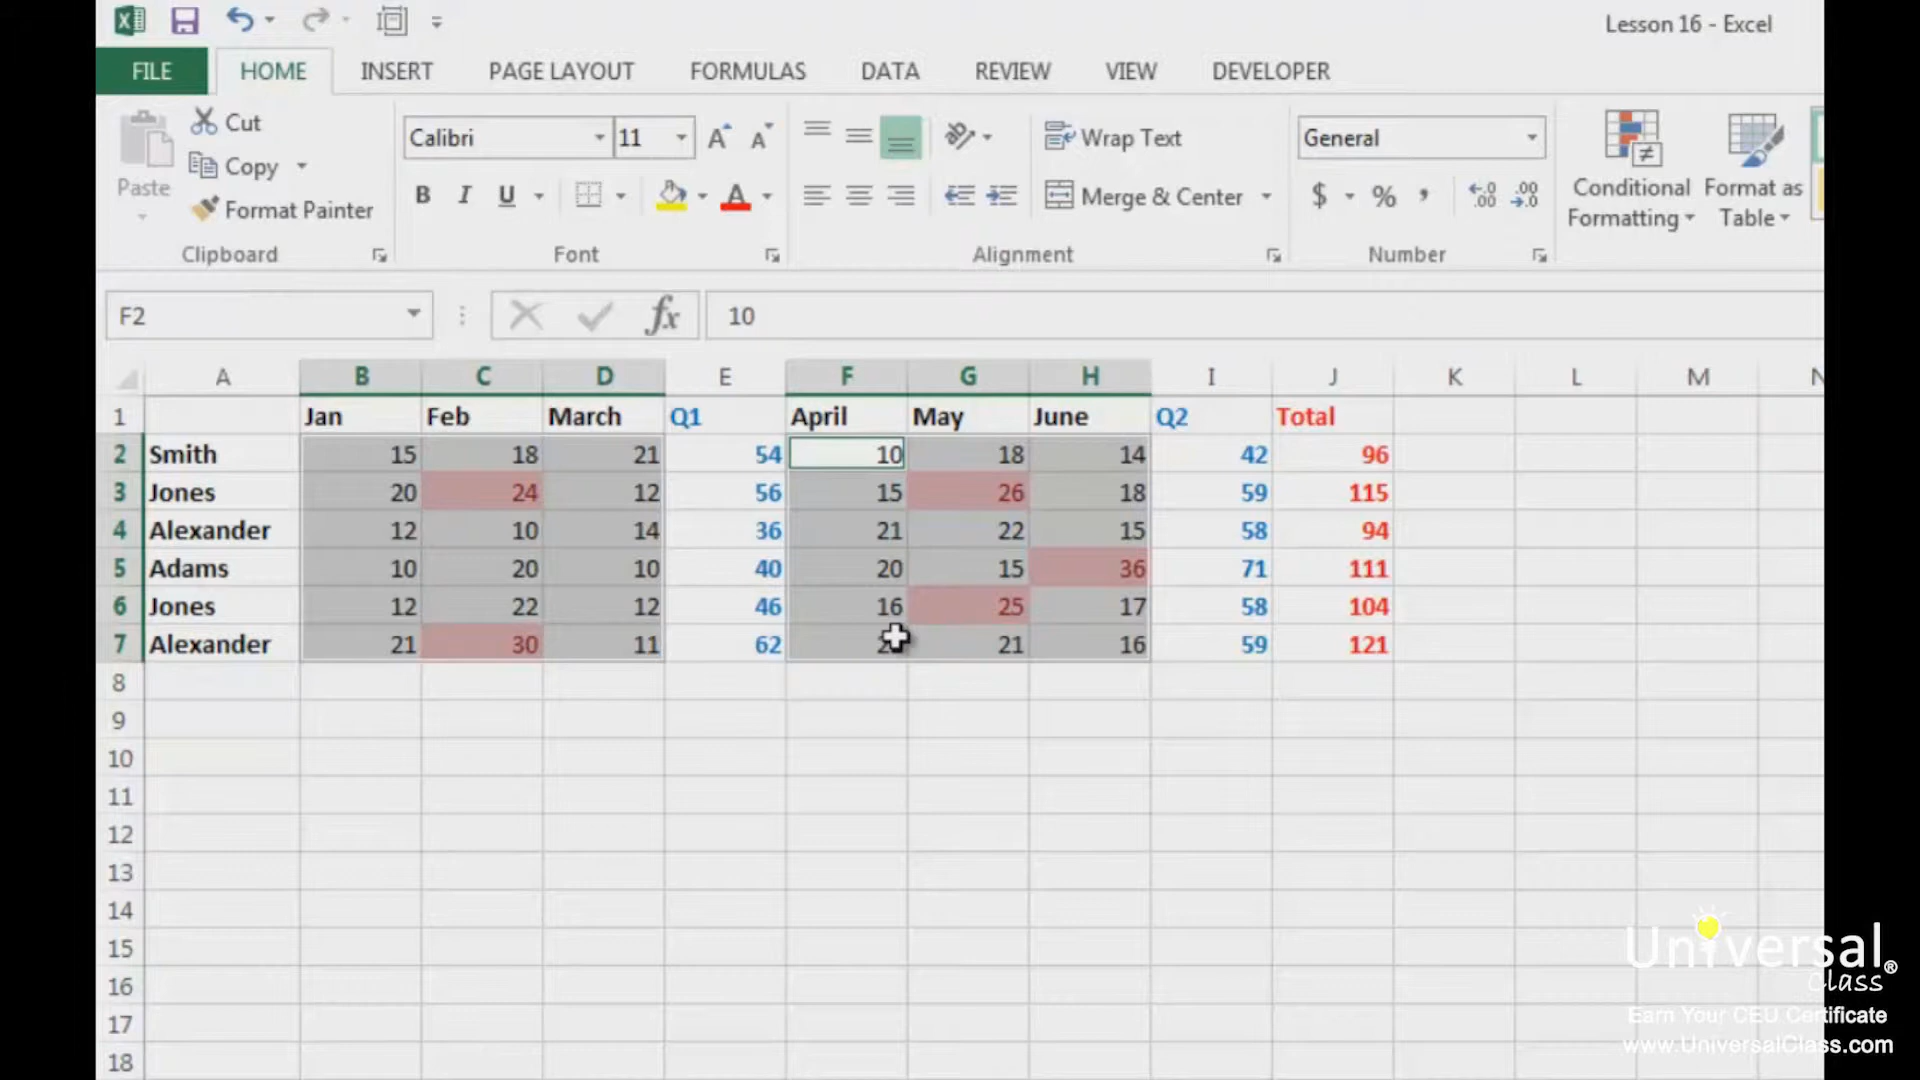 Lesson 16 - Excel
FILE HOME INSERT PAGE LAYOUT FORMULAS DATA REVIEW VIEW DEVELOPER
Paste
Cut
Copy
Format Painter
Clipboard
Calibri 11
B I U
Font
Wrap Text
Merge & Center
Alignment
General
$ % ,
Number
Conditional Formatting
Format as Table
F2 fx 10
A B C D E F G H I J K L M
1 Jan Feb March Q1 April May June Q2 Total
2 Smith 15 18 21 54 10 18 14 42 96
3 Jones 20 24 12 56 15 26 18 59 115
4 Alexander 12 10 14 36 21 22 15 58 94
5 Adams 10 20 10 40 20 15 36 71 111
6 Jones 12 22 12 46 16 25 17 58 104
7 Alexander 21 30 11 62 21 16 59 121
8
9
10
11
12
13
14
15
16
17
18
Universal
Class
Earn Your CEU Certificate
www.UniversalClass.com